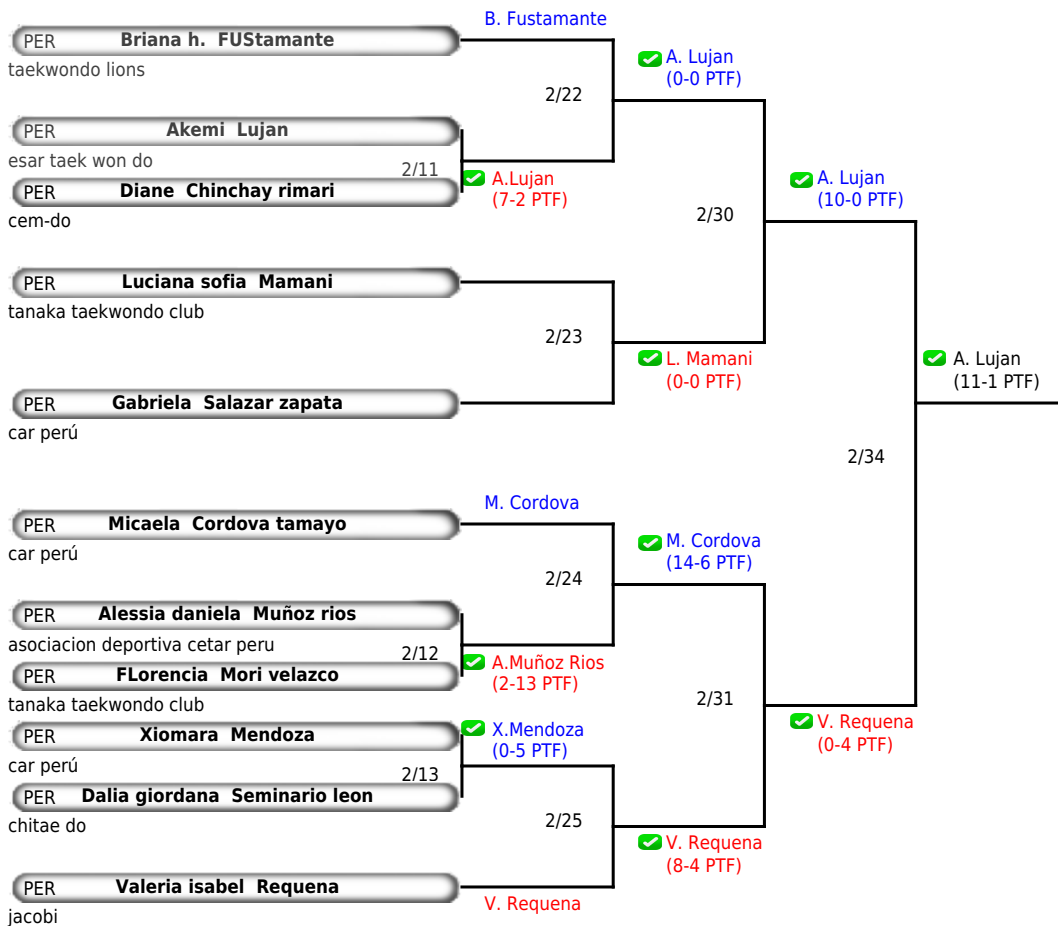 B. Fustamante
PER Briana h. FUStamante
taekwondo lions
A. Lujan
(0-0 PTF)
2/22
PER Akemi Lujan
esar taek won do
2/11
A.Lujan
(7-2 PTF)
PER Diane Chinchay rimari
cem-do
A. Lujan
(10-0 PTF)
2/30
PER Luciana sofia Mamani
tanaka taekwondo club
2/23
L. Mamani
(0-0 PTF)
A. Lujan
(11-1 PTF)
PER Gabriela Salazar zapata
car perú
2/34
M. Cordova
PER Micaela Cordova tamayo
car perú
M. Cordova
(14-6 PTF)
2/24
PER Alessia daniela Muñoz rios
asociacion deportiva cetar peru
2/12
A.Muñoz Rios
(2-13 PTF)
PER FLorencia Mori velazco
tanaka taekwondo club
2/31
V. Requena
(0-4 PTF)
PER Xiomara Mendoza
car perú
X.Mendoza
(0-5 PTF)
2/13
PER Dalia giordana Seminario leon
chitae do
2/25
V. Requena
(8-4 PTF)
PER Valeria isabel Requena
jacobi
V. Requena